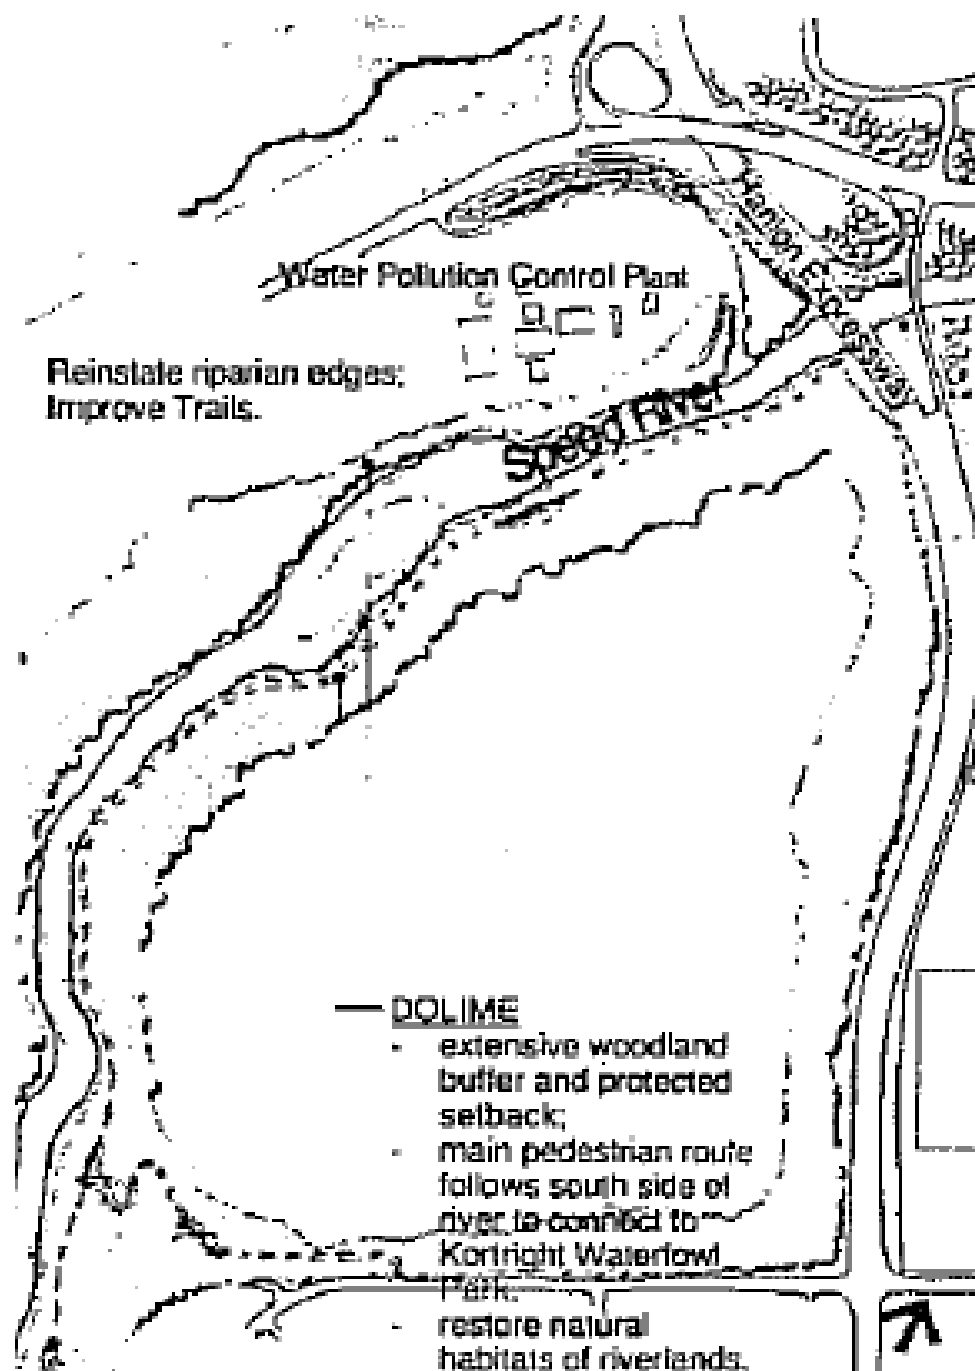 Hanlon Expressway
Water Pollution Control Plant
Reinstate riparian edges;
Improve Trails.
Speed River
DOLIME
- extensive woodland
buffer and protected
setback;
- main pedestrian route
follows south side of
river to connect to
Kortright Waterfowl
Park.
- restore natural
habitats of riverlands.